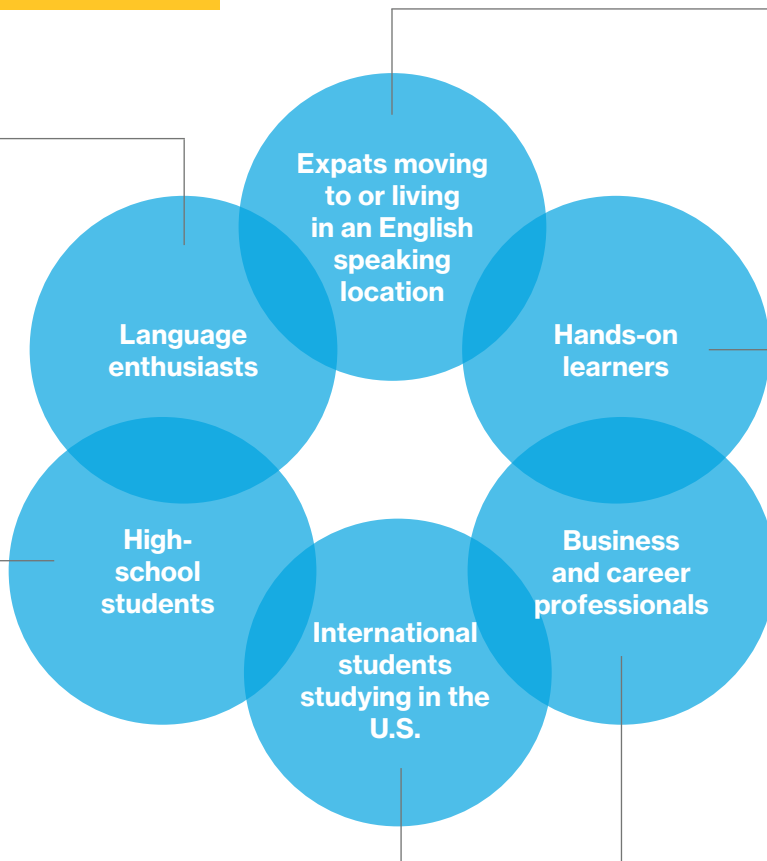 Expats moving
to or living
in an English
speaking
location
Language
enthusiasts
Hands-on
learners
High-
school
students
Business
and career
professionals
International
students
studying in the
U.S.